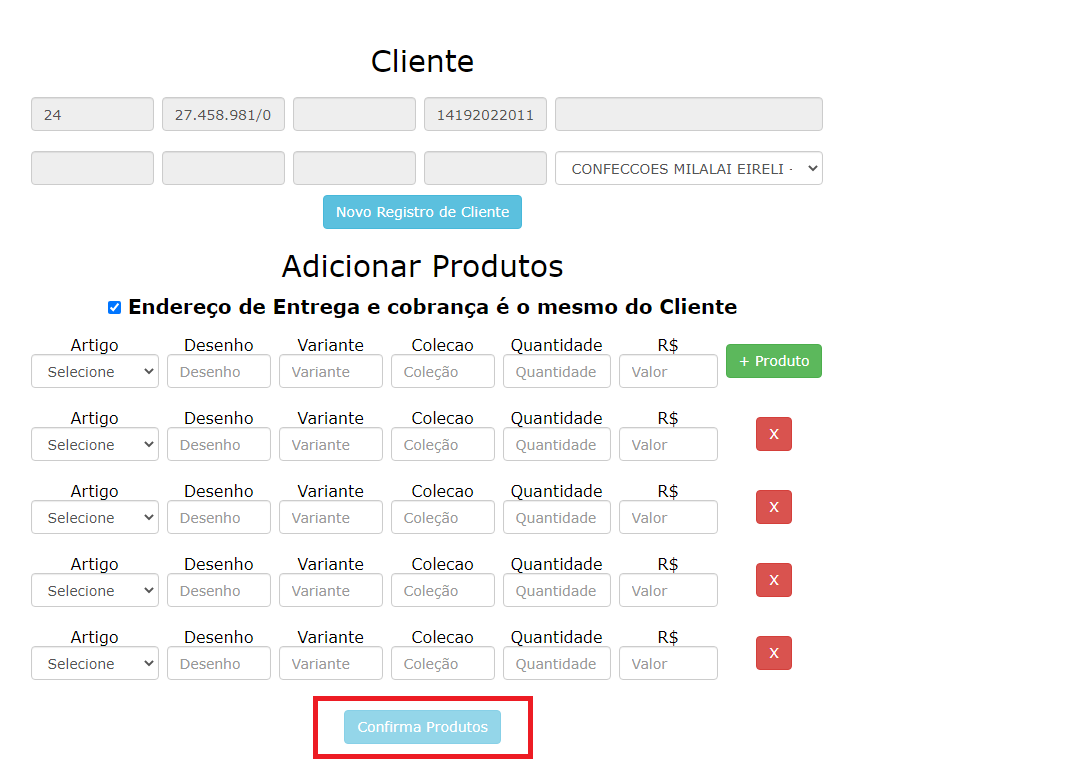 Cliente
24 27.458.981/0 14192022011
CONFECCOES MILALAI EIRELI -
Novo Registro de Cliente
Adicionar Produtos
Endereço de Entrega e cobrança é o mesmo do Cliente
Artigo Desenho Variante Colecao Quantidade R$
Selecione Desenho Variante Coleção Quantidade Valor + Produto
Artigo Desenho Variante Colecao Quantidade R$
Selecione Desenho Variante Coleção Quantidade Valor X
Artigo Desenho Variante Colecao Quantidade R$
Selecione Desenho Variante Coleção Quantidade Valor X
Artigo Desenho Variante Colecao Quantidade R$
Selecione Desenho Variante Coleção Quantidade Valor X
Artigo Desenho Variante Colecao Quantidade R$
Selecione Desenho Variante Coleção Quantidade Valor X
Confirma Produtos